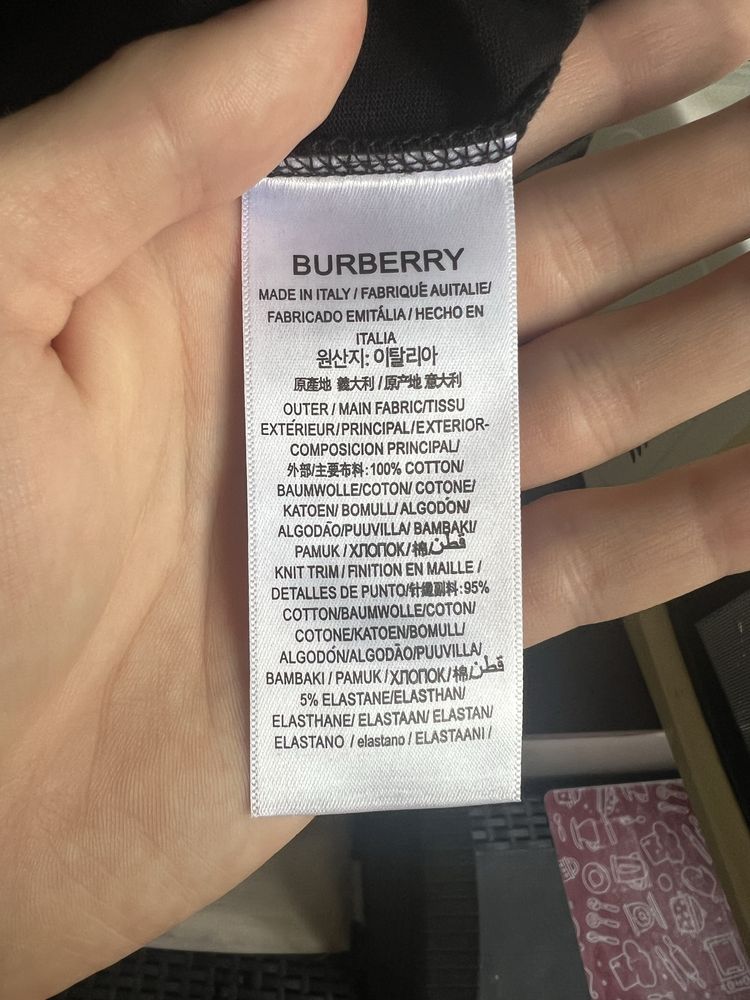 BURBERRY
MADE IN ITALY / FABRIQUÉ AUITALIE/
FABRICADO EMITÁLIA / HECHO EN
ITALIA
원산지: 이탈리아
原產地 義大利 / 原产地 意大利
OUTER / MAIN FABRIC/TISSU
EXTÉRIEUR/PRINCIPAL/EXTERIOR-
COMPOSICION PRINCIPAL/
外部/主要布料:100% COTTON/
BAUMWOLLE/COTON/ COTONE/
KATOEN/ BOMULL/ ALGODÓN/
ALGODÃO/PUUVILLA/ BAMBAKI/
PAMUK / ХЛОПОК/棉/قطن
KNIT TRIM / FINITION EN MAILLE /
DETALLES DE PUNTO/针織副料:95%
COTTON/BAUMWOLLE/COTON/
COTONE/KATOEN/BOMULL/
ALGODÓN/ALGODÃO/PUUVILLA/
BAMBAKI / PAMUK / ХЛОПОК/棉/قطن
5% ELASTANE/ELASTHAN/
ELASTHANE/ ELASTAAN/ ELASTAN/
ELASTANO / elastano / ELASTAANI /